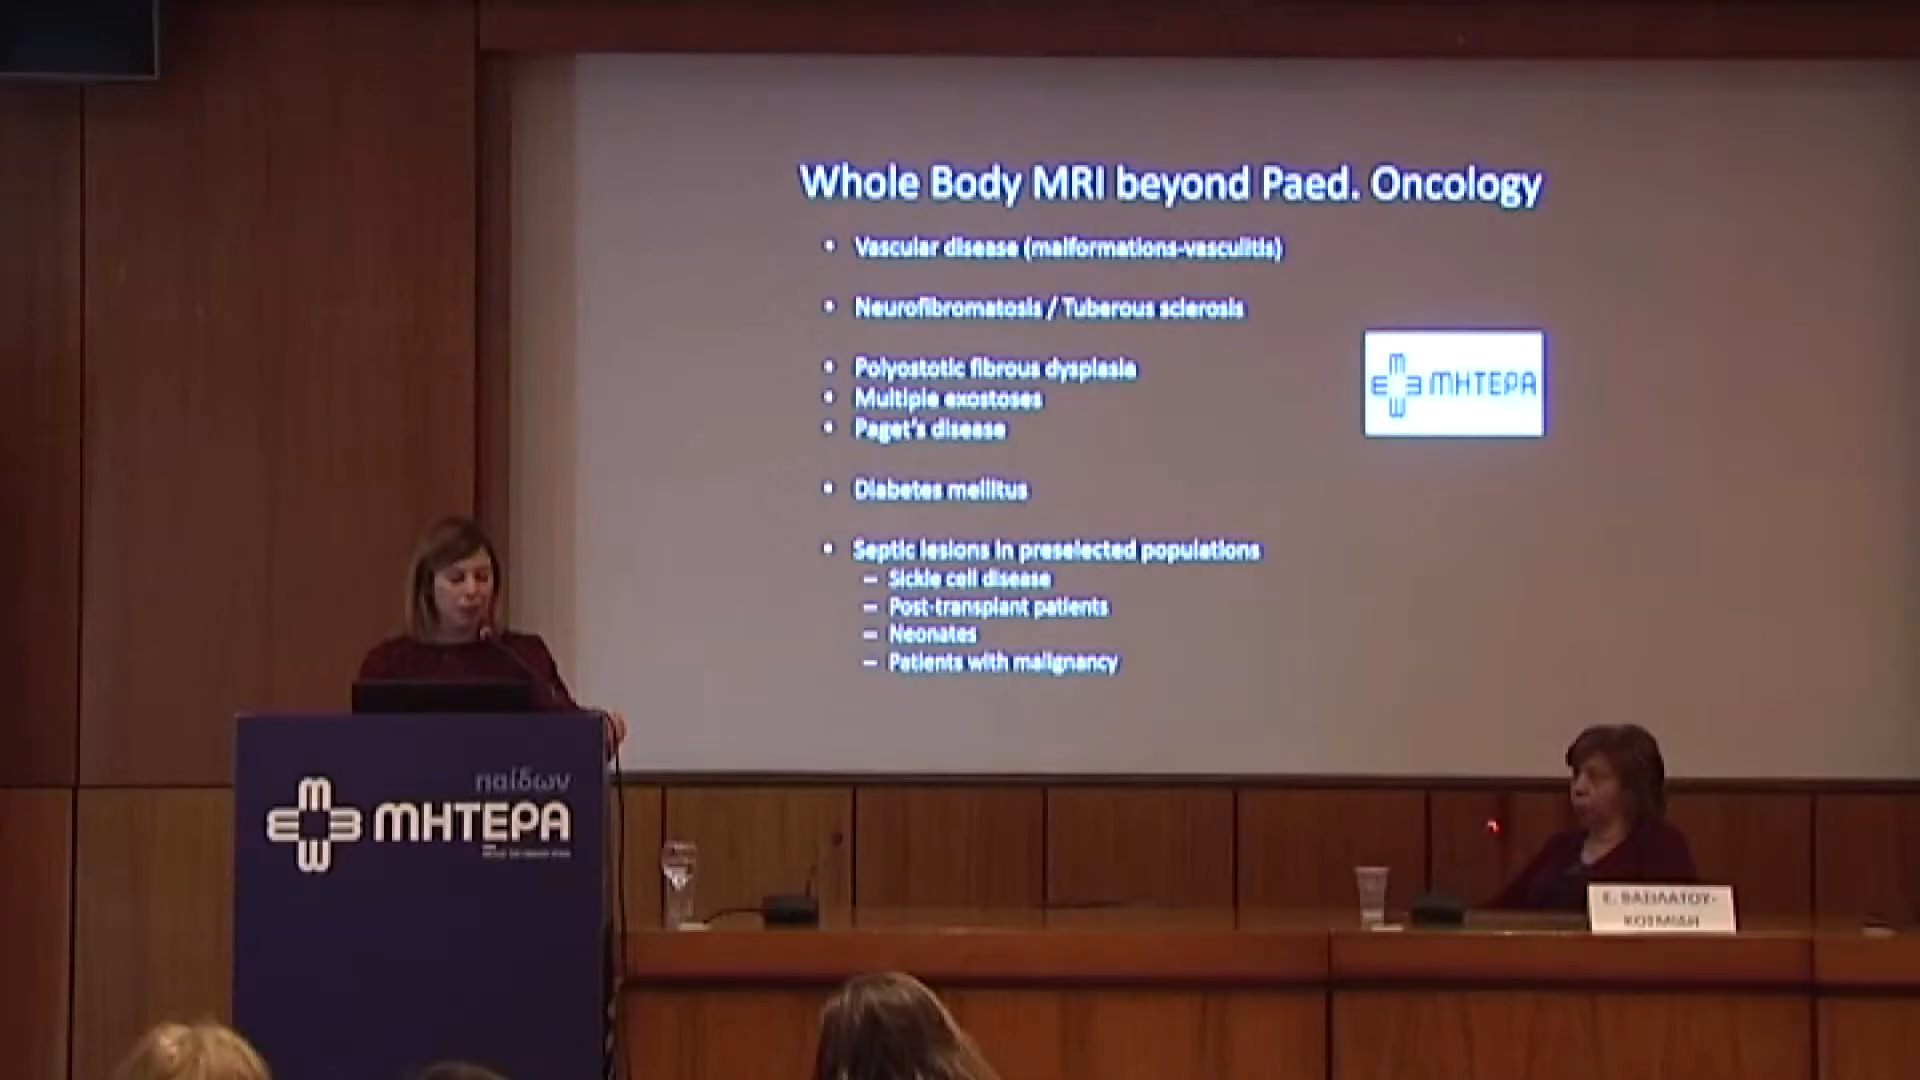 Whole Body MRI beyond Paed. Oncology
• Vascular disease (malformations-vasculitis)
• Neurofibromatosis / Tuberous sclerosis
• Polyostotic fibrous dysplasia
• Multiple exostoses
• Paget's disease
• Diabetes mellitus
• Septic lesions in preselected populations
– Sickle cell disease
– Post-transplant patients
– Neonates
– Patients with malignancy
ΜΗΤΕΡΑ
παίδων
ΜΗΤΕΡΑ
Ε. ΒΑΣΙΛΑΤΟΥ-
ΚΟΣΜΙΔΗ